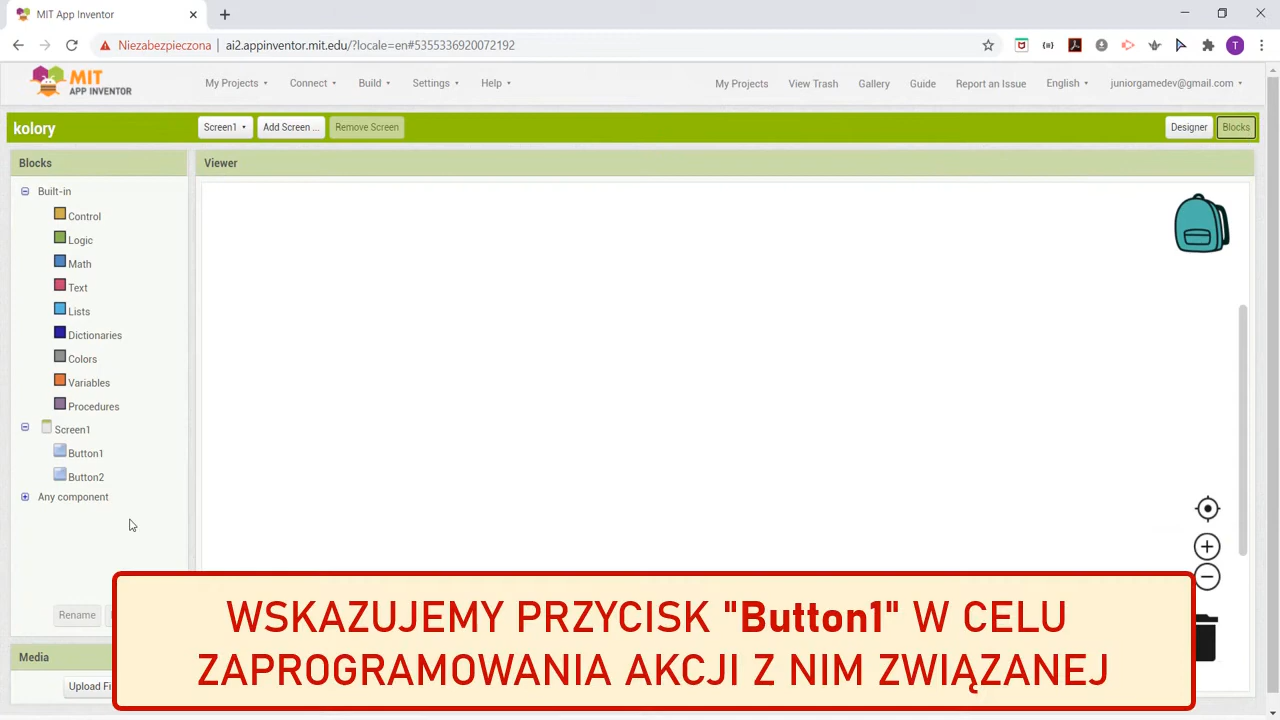 MIT App Inventor
Niezabezpieczona ai2.appinventor.mit.edu/?locale=en#5355336920072192
T
MIT
APP INVENTOR
My Projects Connect Build Settings Help My Projects View Trash Gallery Guide Report an Issue English juniorgamedev@gmail.com
kolory Screen1 Add Screen ... Remove Screen Designer Blocks
Blocks
Viewer
Built-in
Control
Logic
Math
Text
Lists
Dictionaries
Colors
Variables
Procedures
Screen1
Button1
Button2
Any component
Rename
Media
Upload Fi
WSKAZUJEMY PRZYCISK "Button1" W CELU
ZAPROGRAMOWANIA AKCJI Z NIM ZWIĄZANEJ